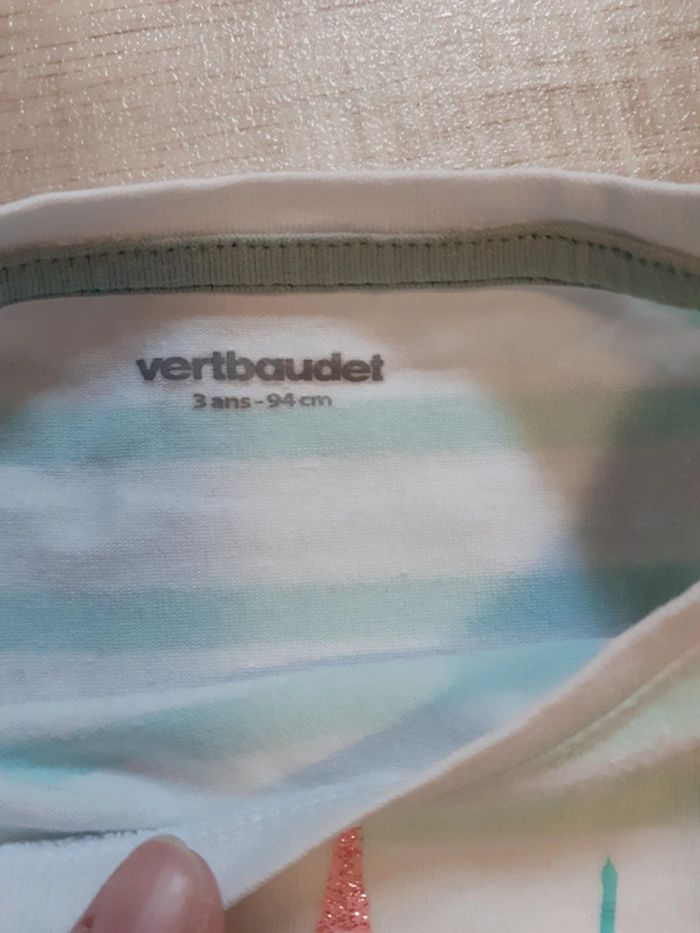 vertbaudet
3 ans - 94 cm